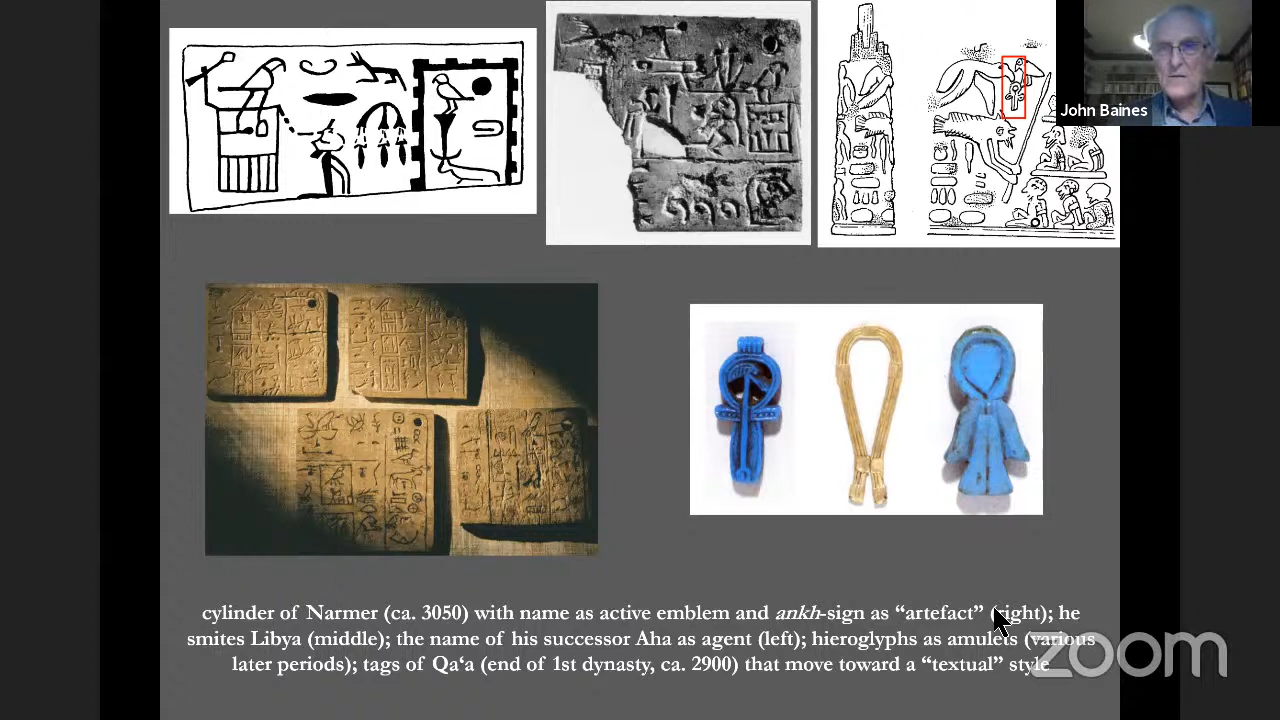 John Baines
cylinder of Narmer (ca. 3050) with name as active emblem and ankh-sign as “artefact” (right); he
smites Libya (middle); the name of his successor Aha as agent (left); hieroglyphs as amulets (various
later periods); tags of Qa‘a (end of 1st dynasty, ca. 2900) that move toward a “textual” style
zoom